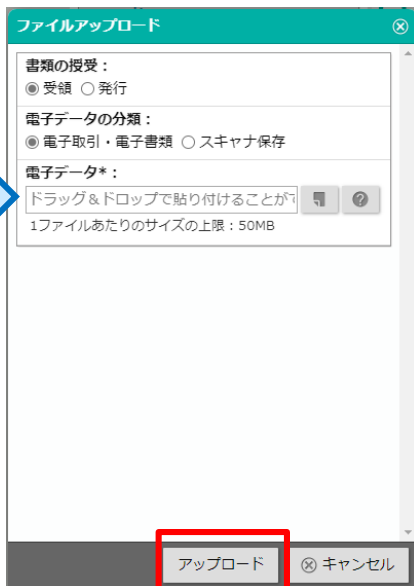 ファイルアップロード
書類の授受：
受領 発行
電子データの分類：
電子取引・電子書類 スキャナ保存
電子データ*：
ドラッグ＆ドロップで貼り付けることが
1ファイルあたりのサイズの上限：50MB
アップロード キャンセル